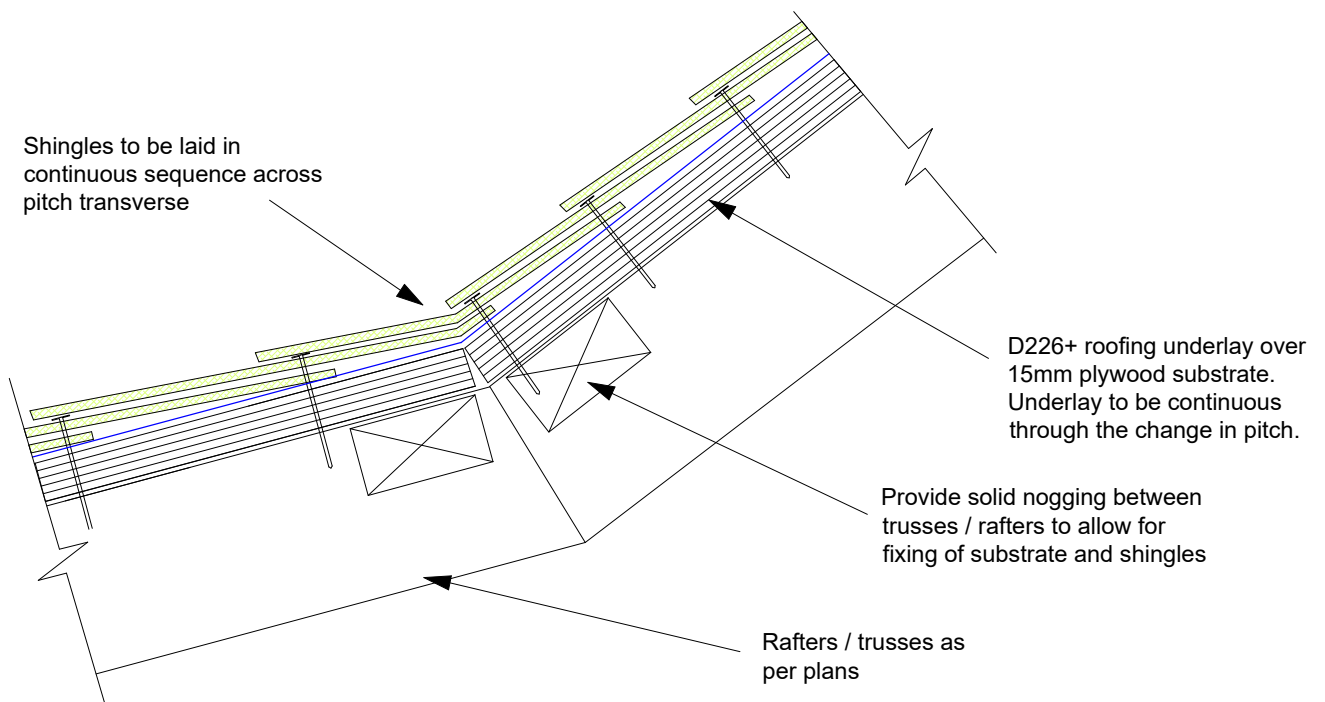 Shingles to be laid in
continuous sequence across
pitch transverse
D226+ roofing underlay over
15mm plywood substrate.
Underlay to be continuous
through the change in pitch.
Provide solid nogging between
trusses / rafters to allow for
fixing of substrate and shingles
Rafters / trusses as
per plans